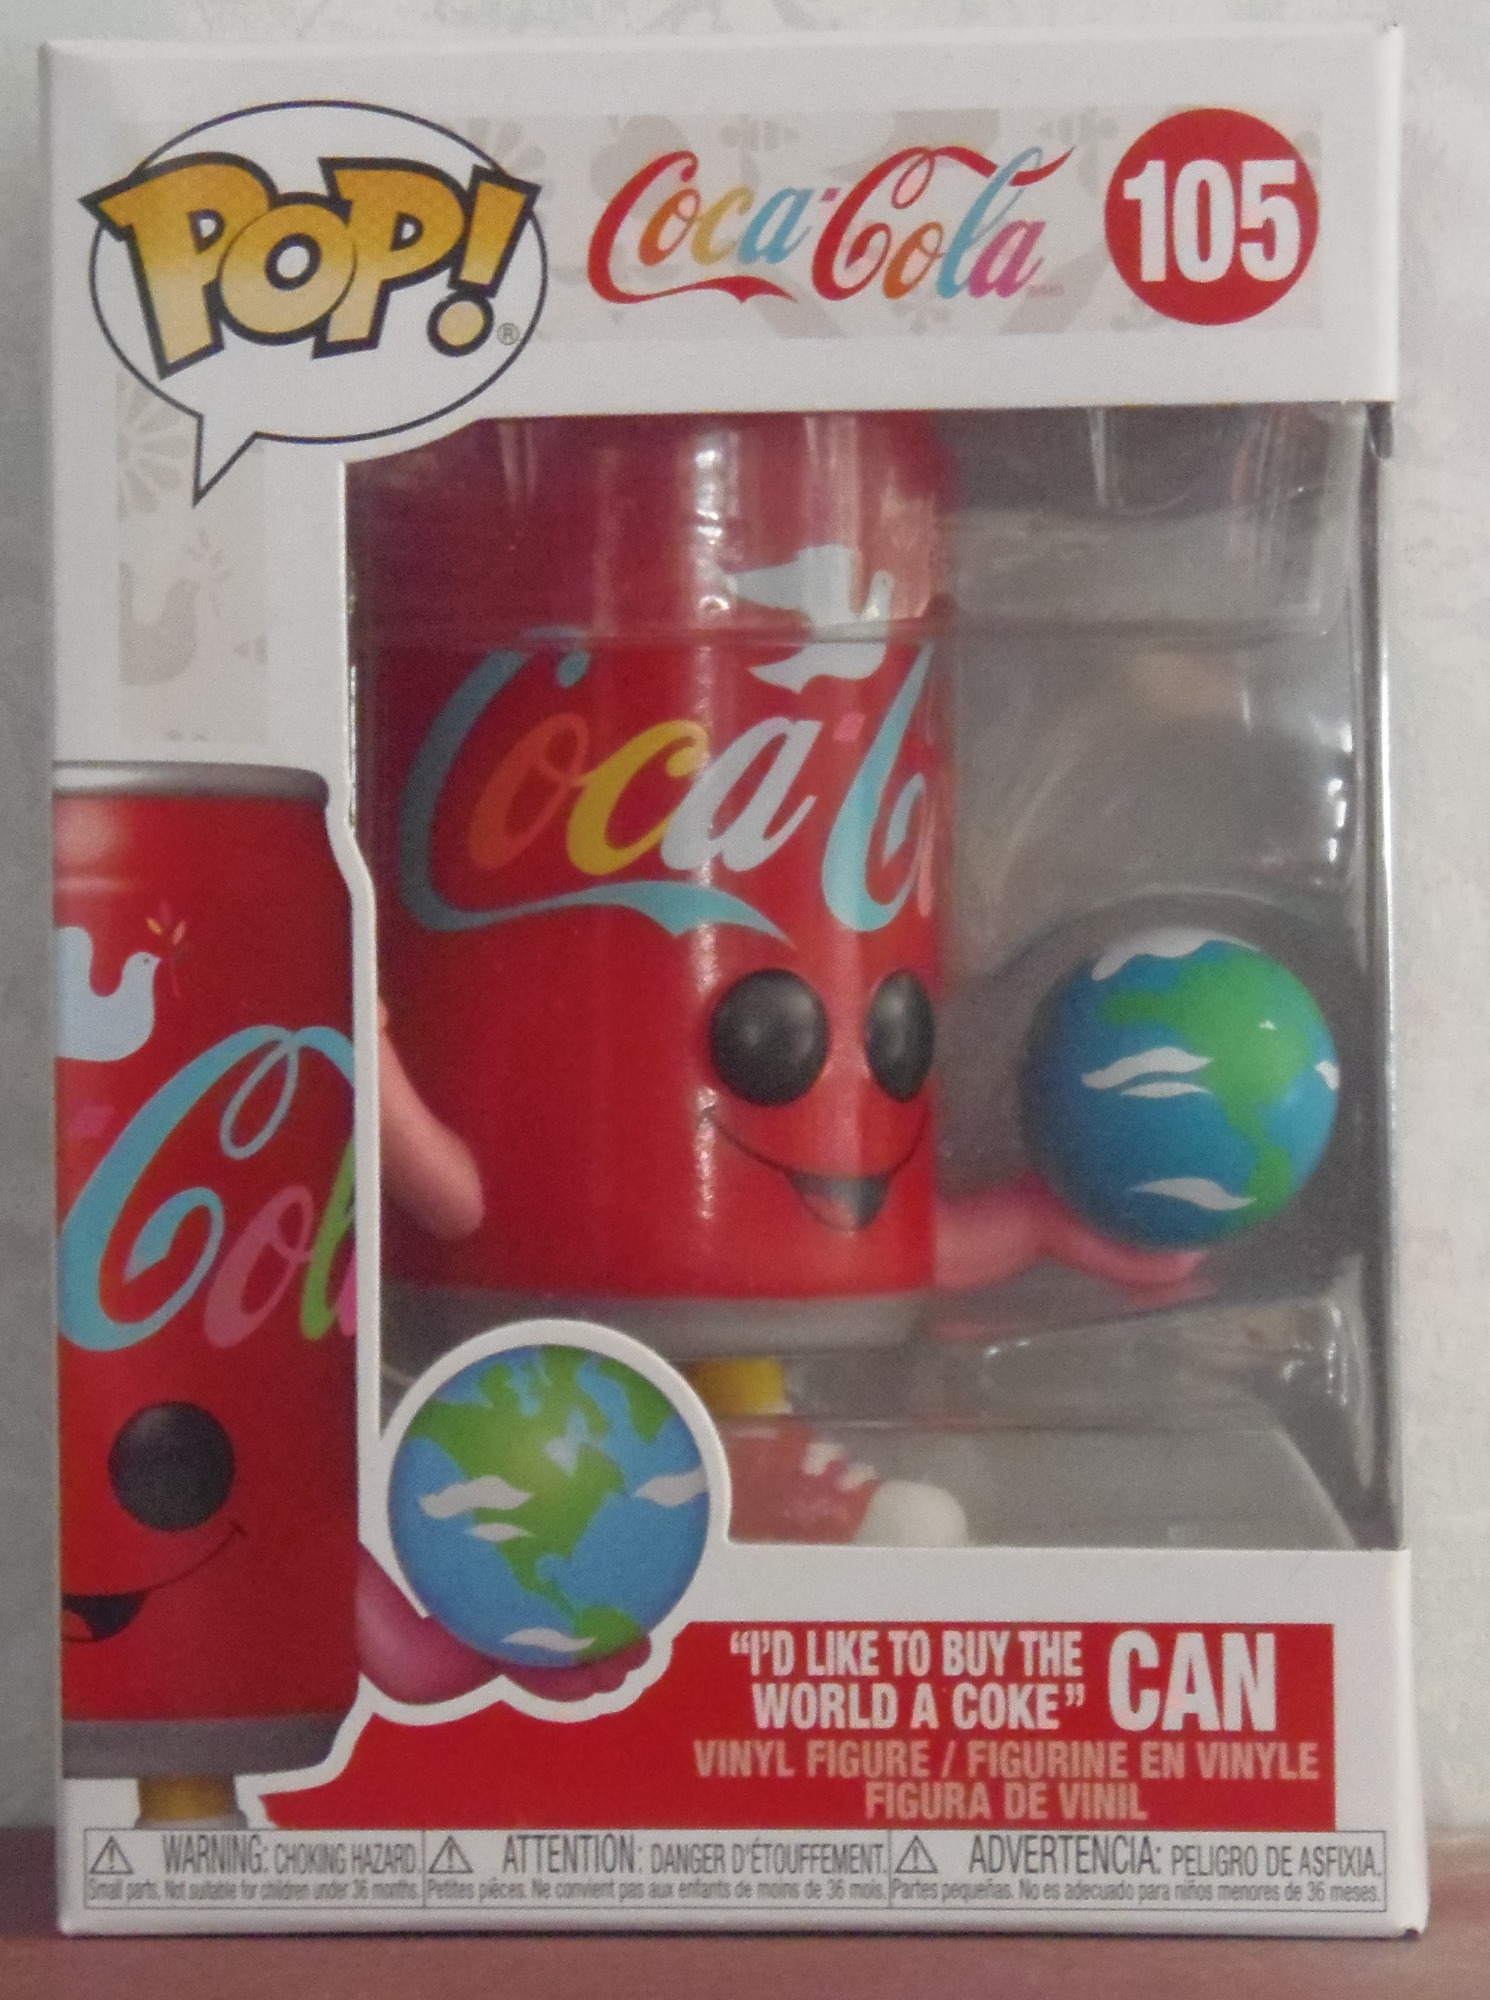 POP!®
Coca-Cola
105
Coca-C
Col
"I'D LIKE TO BUY THE
WORLD A COKE" CAN
VINYL FIGURE / FIGURINE EN VINYLE
FIGURA DE VINIL
WARNING: CHOKING HAZARD.
Small parts. Not suitable for children under 36 months.
ATTENTION: DANGER D'ÉTOUFFEMENT.
Petites pièces. Ne convient pas aux enfants de moins de 36 mois.
ADVERTENCIA: PELIGRO DE ASFIXIA.
Partes pequeñas. No es adecuado para niños menores de 36 meses.